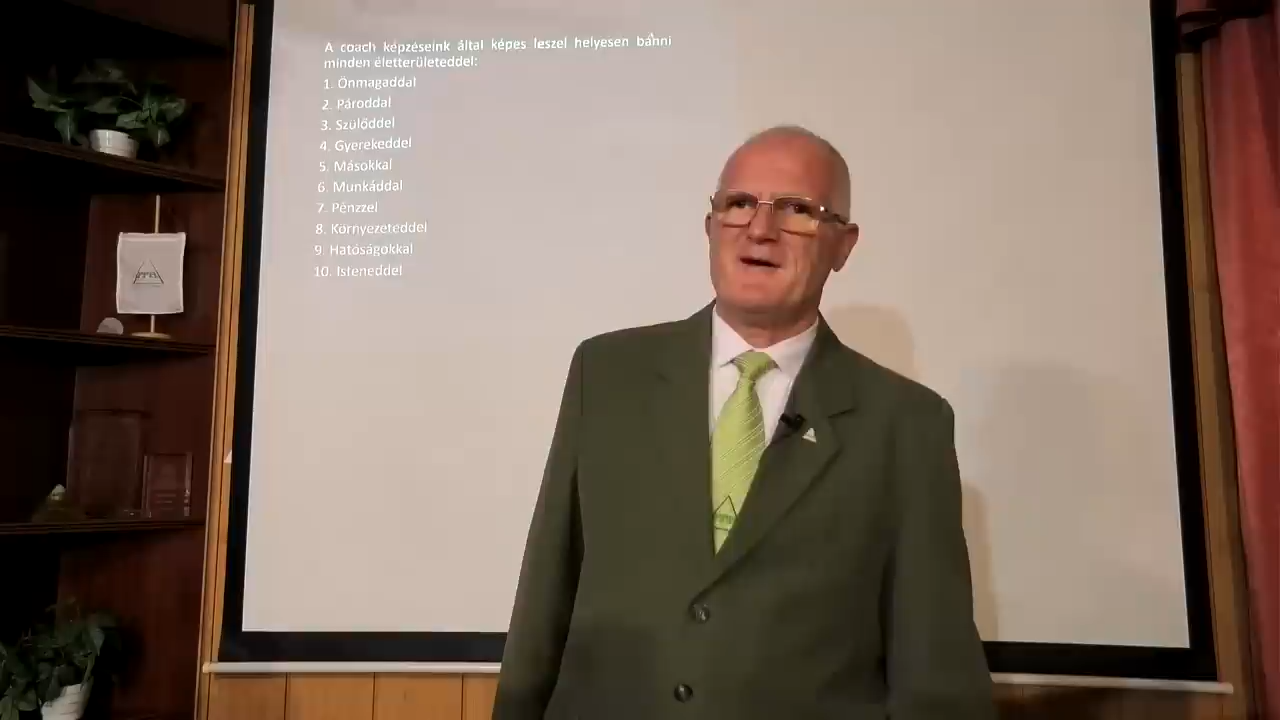 A coach képzéseink által képes leszel helyesen bánni
minden életterületeddel:
1. Önmagaddal
2. Pároddal
3. Szülőddel
4. Gyerekeddel
5. Másokkal
6. Munkáddal
7. Pénzzel
8. Környezeteddel
9. Hatóságokkal
10. Isteneddel